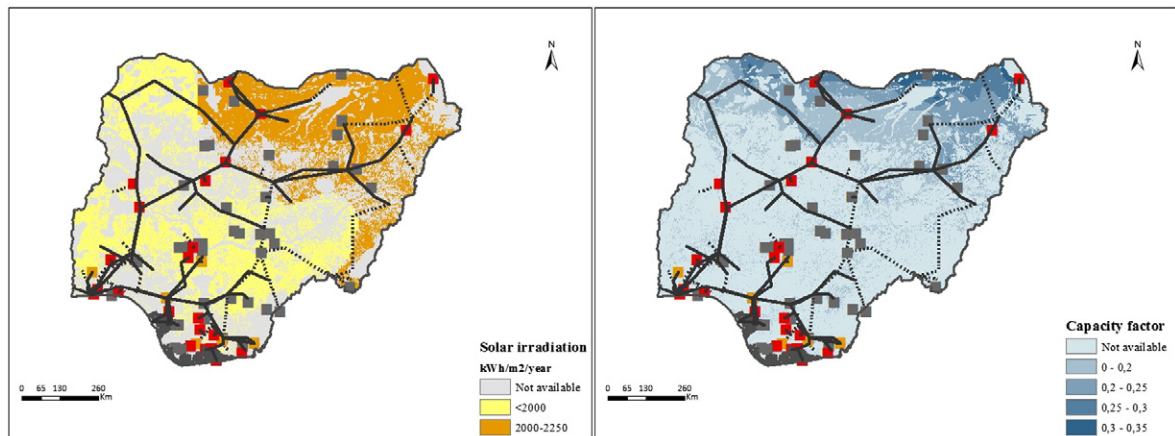 N
Solar irradiation
kWh/m2/year
Not available
<2000
2000-2250
0 65 130 260
Km
N
Capacity factor
Not available
0 - 0,2
0,2 - 0,25
0,25 - 0,3
0,3 - 0,35
0 65 130 260
Km